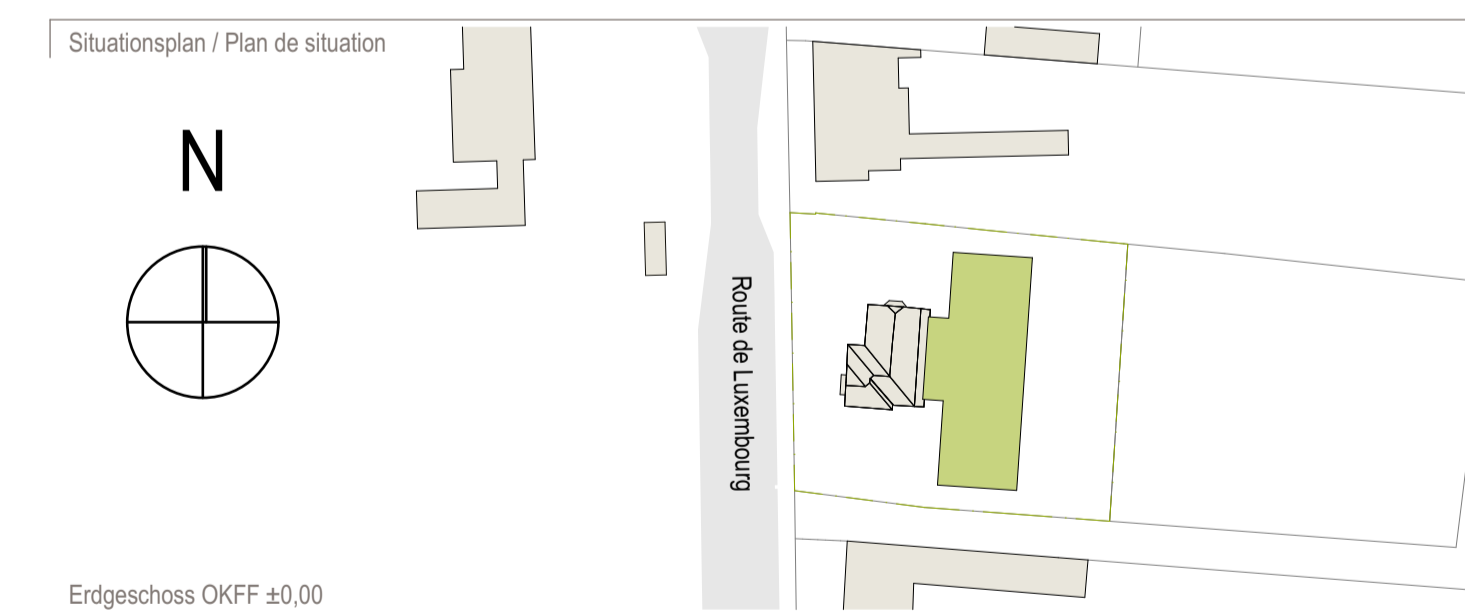 Situationsplan / Plan de situation
N
Route de Luxembourg
Erdgeschoss OKFF ±0,00